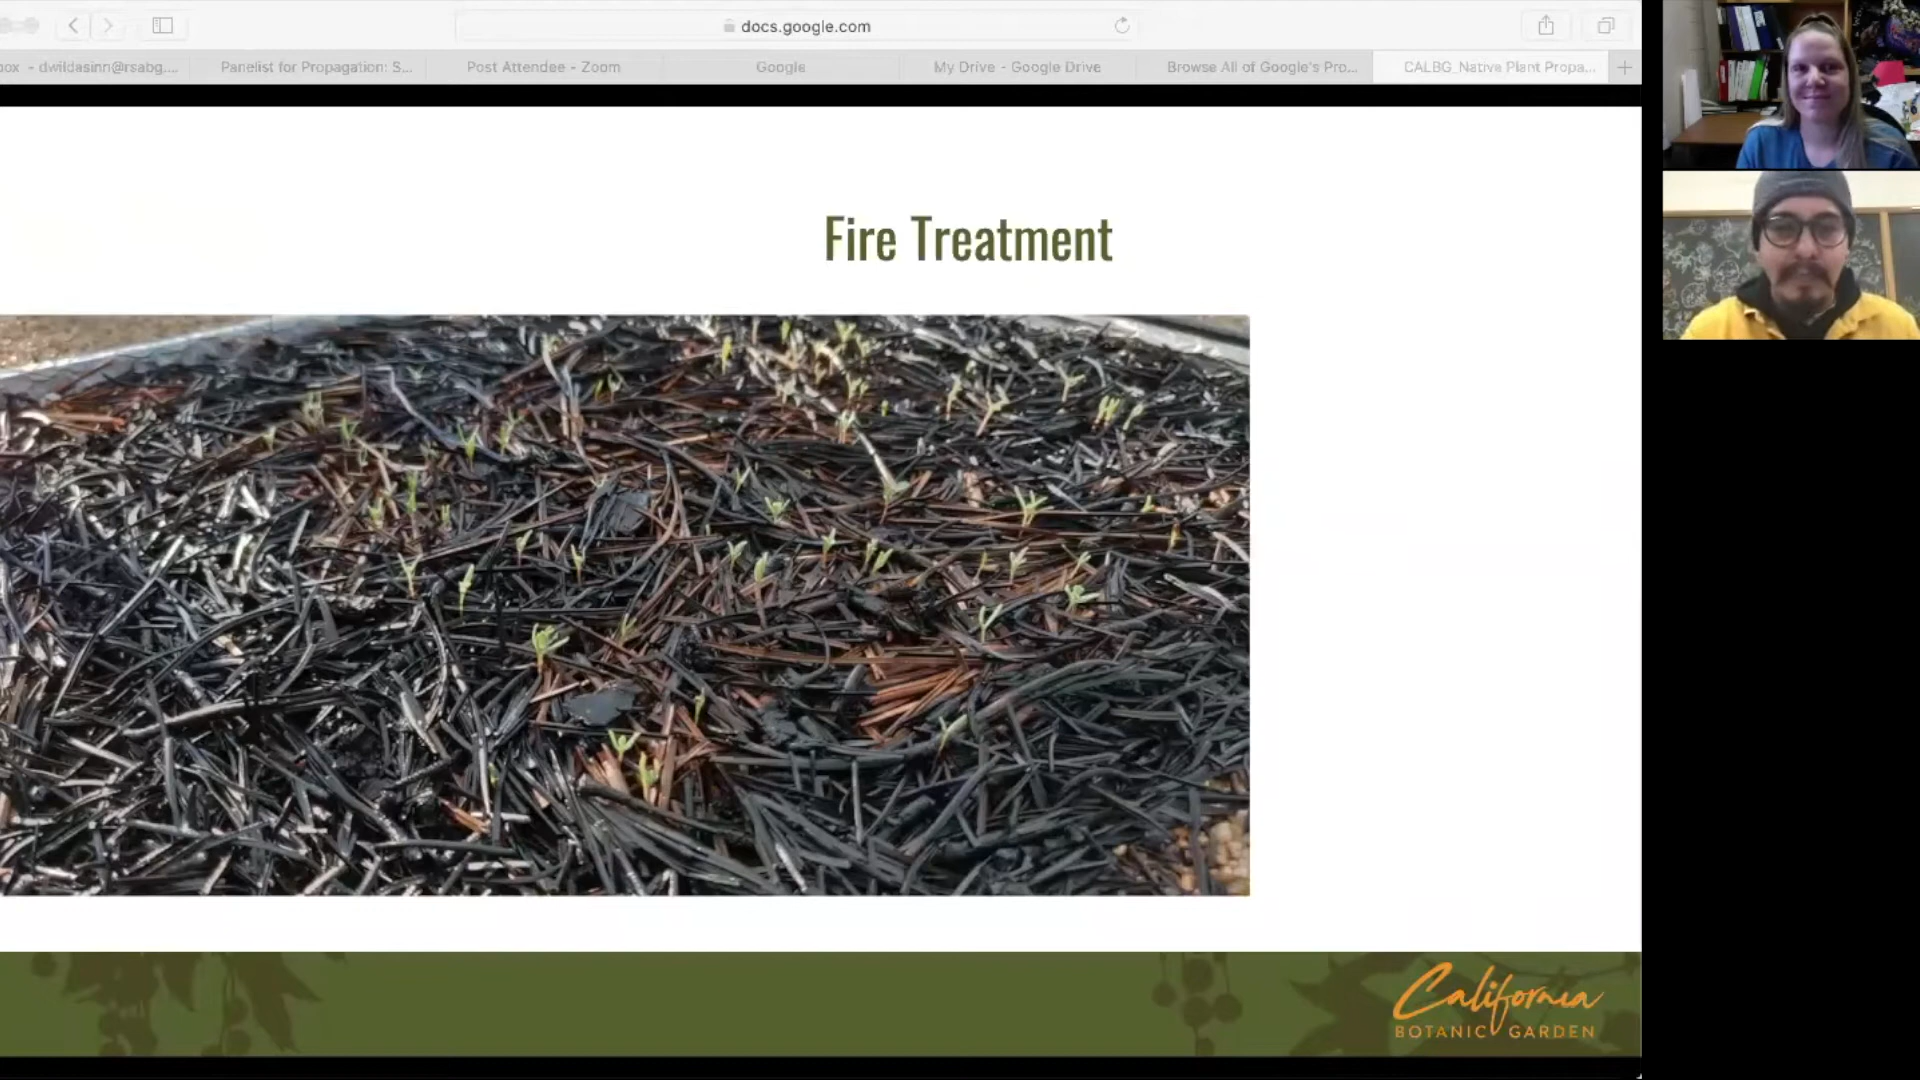 docs.google.com
box - dwildasinn@rsabg....
Panelist for Propagation: S...
Post Attendee - Zoom
Google
My Drive - Google Drive
Browse All of Google's Pro...
CALBG_Native Plant Propa...
Fire Treatment
California
BOTANIC GARDEN